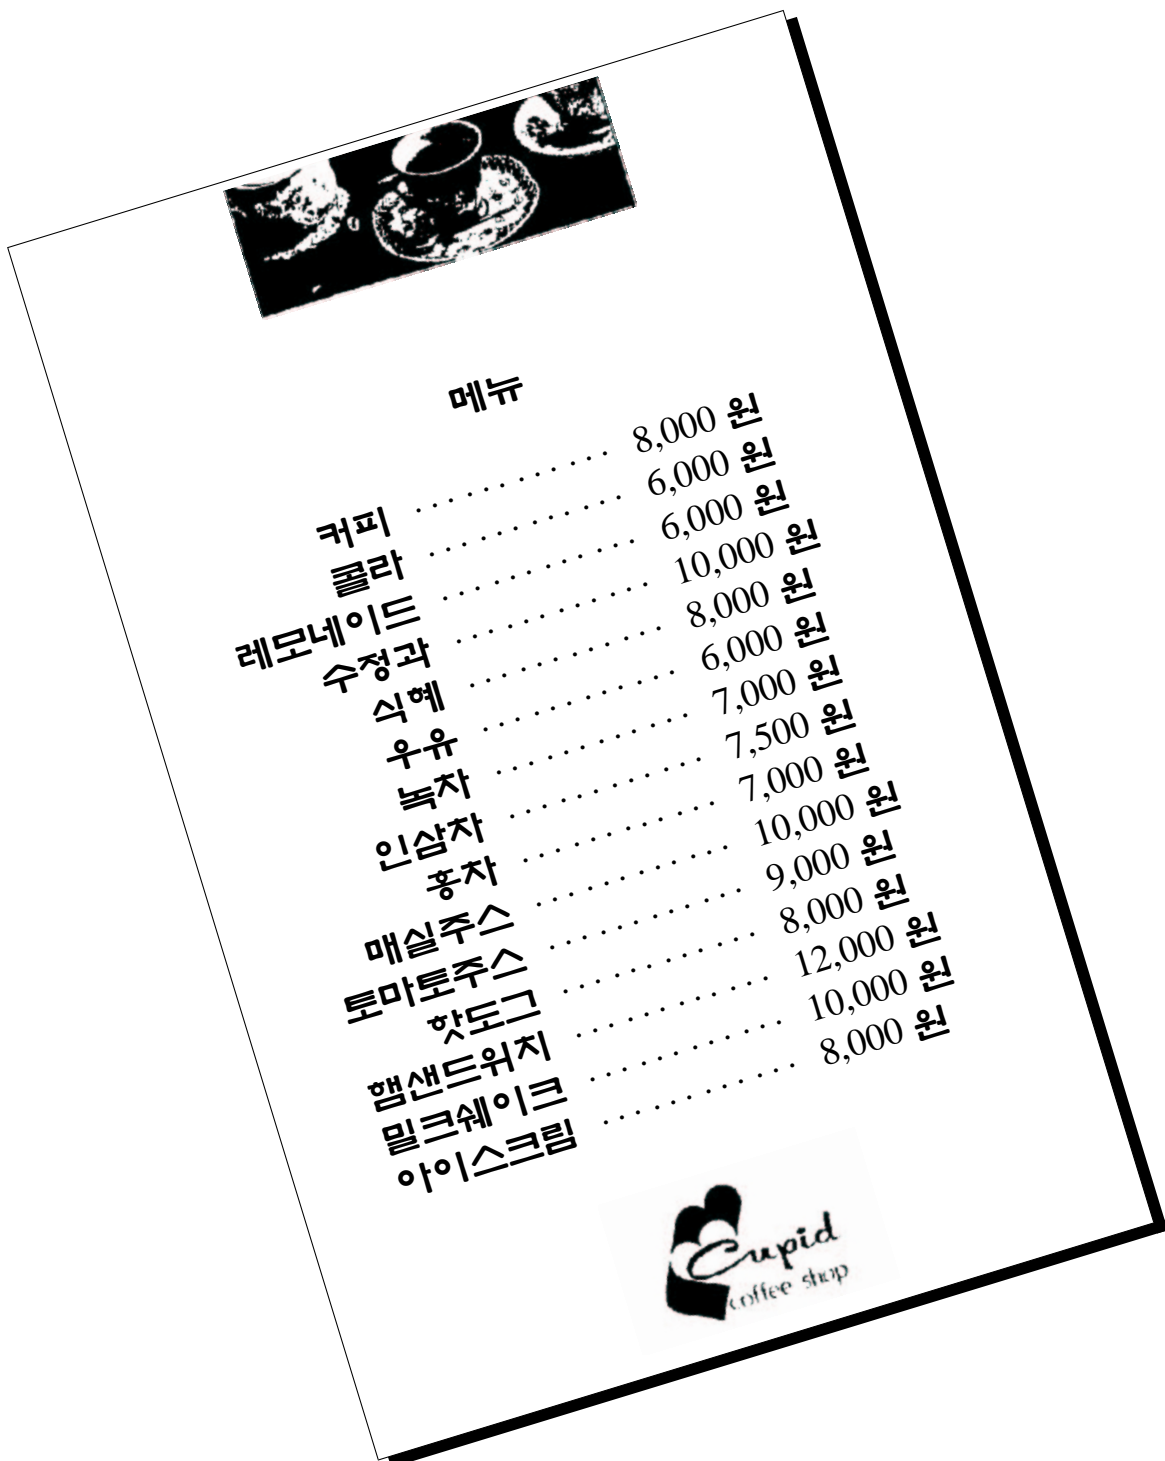 메뉴
커피 ............ 8,000 원
콜라 ............ 6,000 원
레모네이드 ............ 6,000 원
수정과 ............ 10,000 원
식혜 ............ 8,000 원
우유 ............ 6,000 원
녹차 ............ 7,000 원
인삼차 ............ 7,500 원
홍차 ............ 7,000 원
매실주스 ............ 10,000 원
토마토주스 ............ 9,000 원
핫도그 ............ 8,000 원
햄샌드위치 ............ 12,000 원
밀크쉐이크 ............ 10,000 원
아이스크림 ............ 8,000 원
Cupid
coffee shop